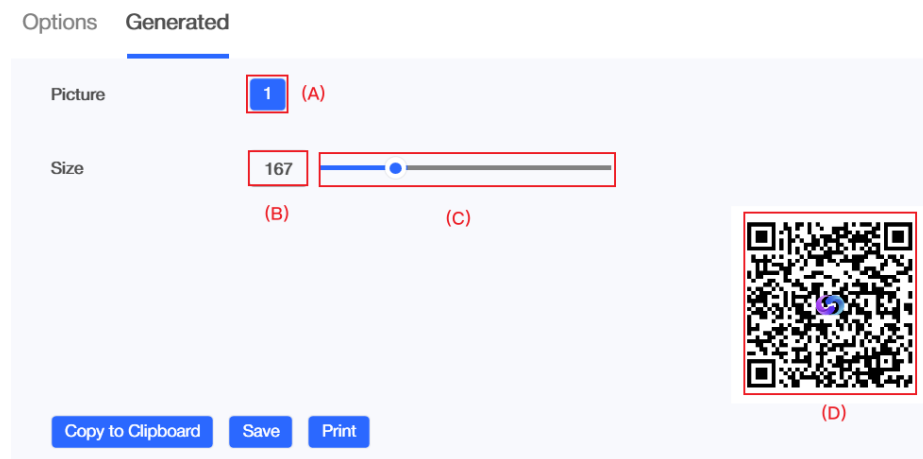 Options Generated
Picture 1 (A)
Size 167
(B) (C)
(D)
Copy to Clipboard Save Print